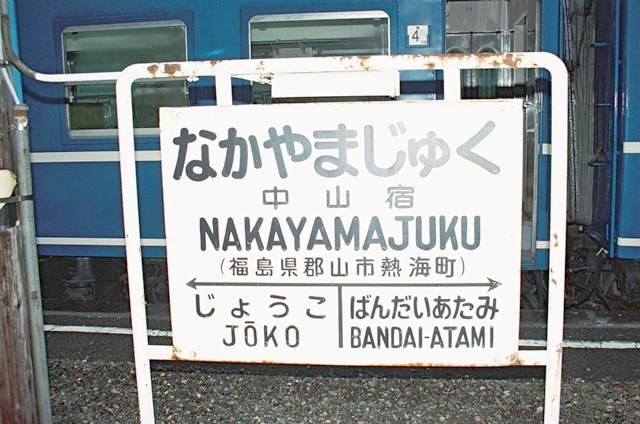 4
なかやまじゅく
中山宿
NAKAYAMAJUKU
(福島県郡山市熱海町)
じょうこ ばんだいあたみ
JŌKO BANDAI-ATAMI